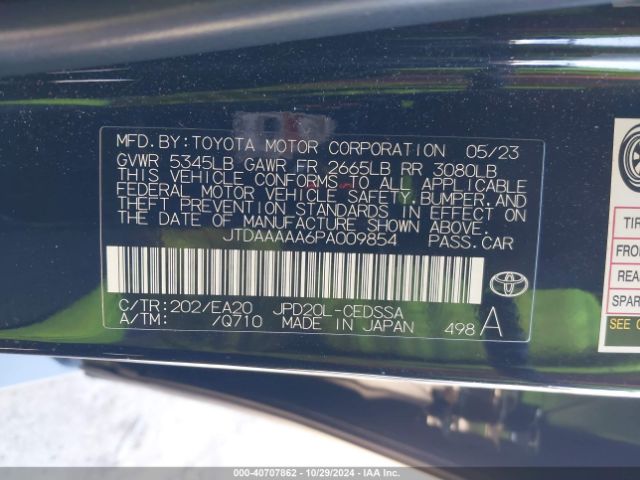 MFD.BY:TOYOTA MOTOR CORPORATION 05/23
GVWR 5345LB GAWR FR 2665LB RR 3080LB
THIS VEHICLE CONFORMS TO ALL APPLICABLE
FEDERAL MOTOR VEHICLE SAFETY,BUMPER,AND
THEFT PREVENTION STANDARDS IN EFFECT ON
THE DATE OF MANUFACTURE SHOWN ABOVE.
JTDAAAAA6PA009854 PASS.CAR
C/TR:202/EA20 JPD20L-CEDSSA
A/TM: /Q710 MADE IN JAPAN 498 A
TIR
FRO
REA
SPAR
SEE O
000-40707862 - 10/29/2024 - IAA Inc.